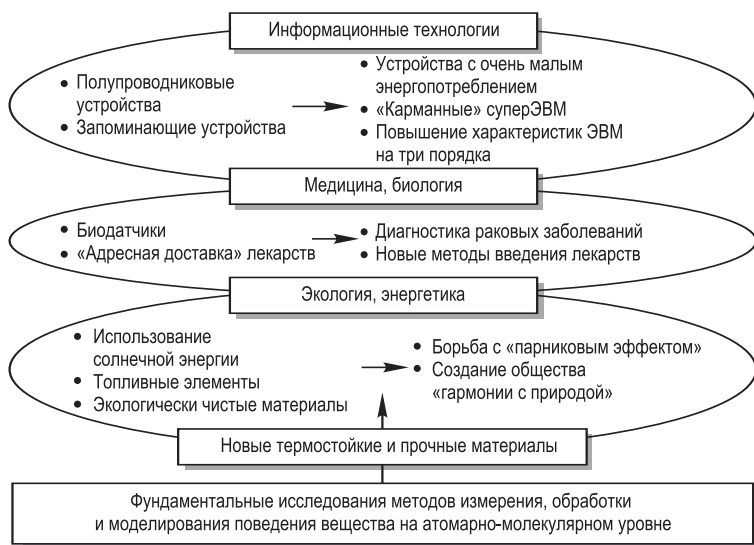 Информационные технологии
• Полупроводниковые
устройства
• Запоминающие устройства
• Устройства с очень малым
энергопотреблением
• «Карманные» суперЭВМ
• Повышение характеристик ЭВМ
на три порядка
Медицина, биология
• Биодатчики
• «Адресная доставка» лекарств
• Диагностика раковых заболеваний
• Новые методы введения лекарств
Экология, энергетика
• Использование
солнечной энергии
• Топливные элементы
• Экологически чистые материалы
• Борьба с «парниковым эффектом»
• Создание общества
«гармонии с природой»
Новые термостойкие и прочные материалы
Фундаментальные исследования методов измерения, обработки
и моделирования поведения вещества на атомарно-молекулярном уровне